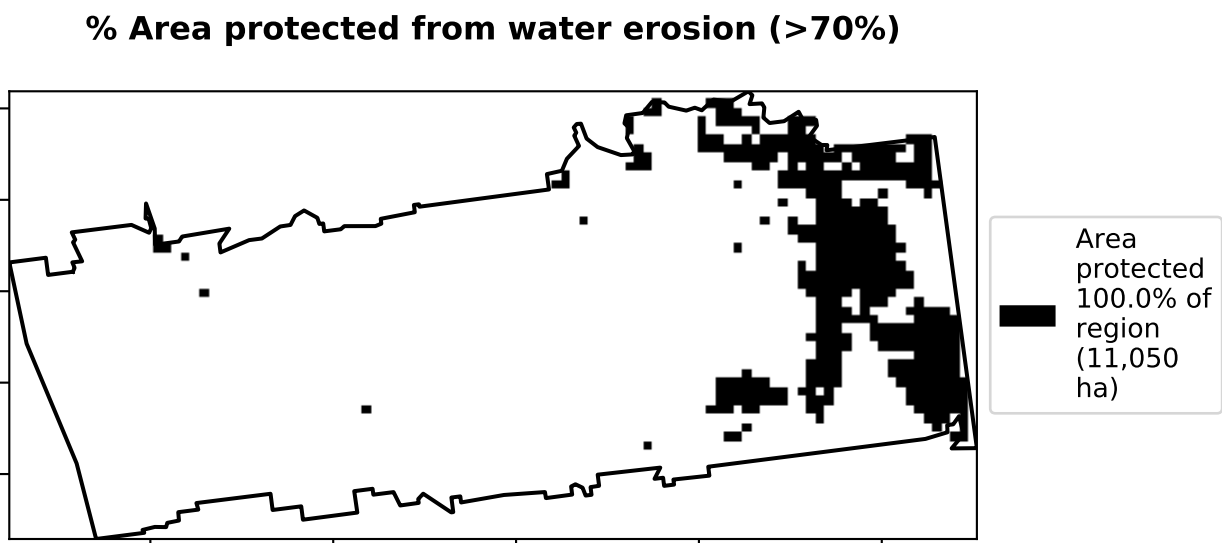 % Area protected from water erosion (>70%)
Area
protected
100.0% of
region
(11,050
ha)